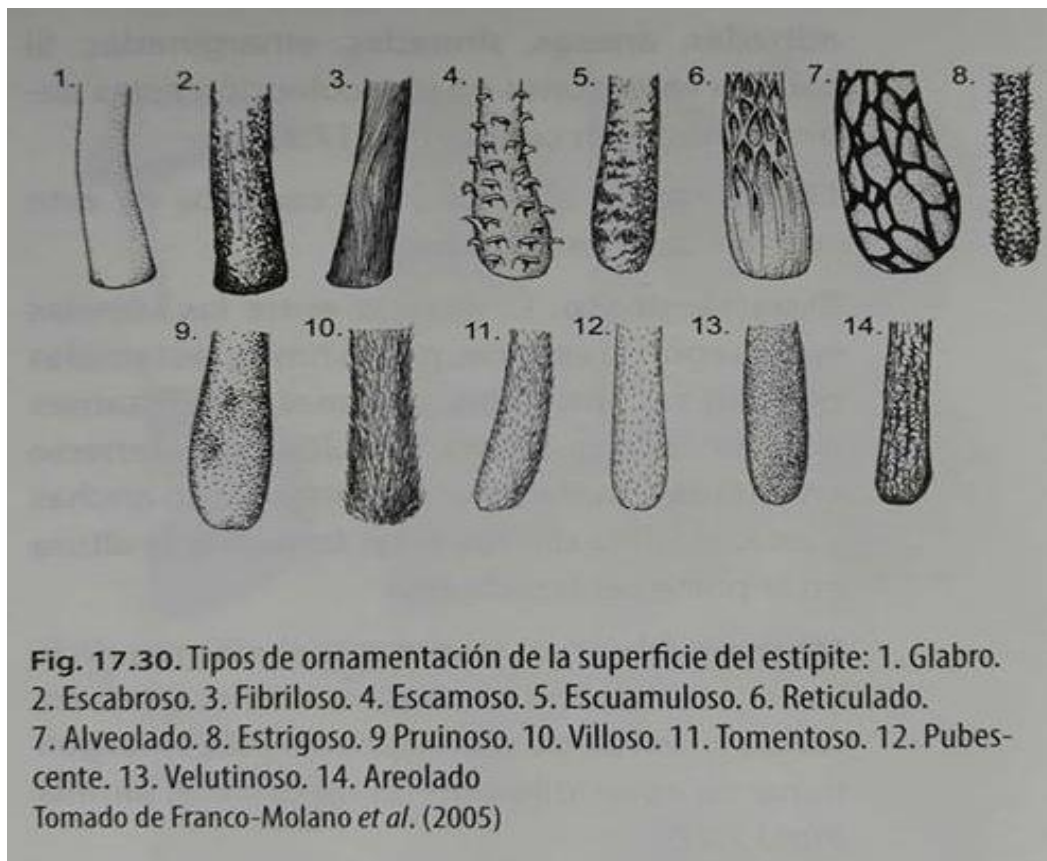 1. 2. 3. 4. 5. 6. 7. 8.
9. 10. 11. 12. 13. 14.
Fig. 17.30. Tipos de ornamentación de la superficie del estípite: 1. Glabro.
2. Escabroso. 3. Fibriloso. 4. Escamoso. 5. Escuamuloso. 6. Reticulado.
7. Alveolado. 8. Estrigoso. 9 Pruinoso. 10. Villoso. 11. Tomentoso. 12. Pubes-
cente. 13. Velutinoso. 14. Areolado
Tomado de Franco-Molano et al. (2005)